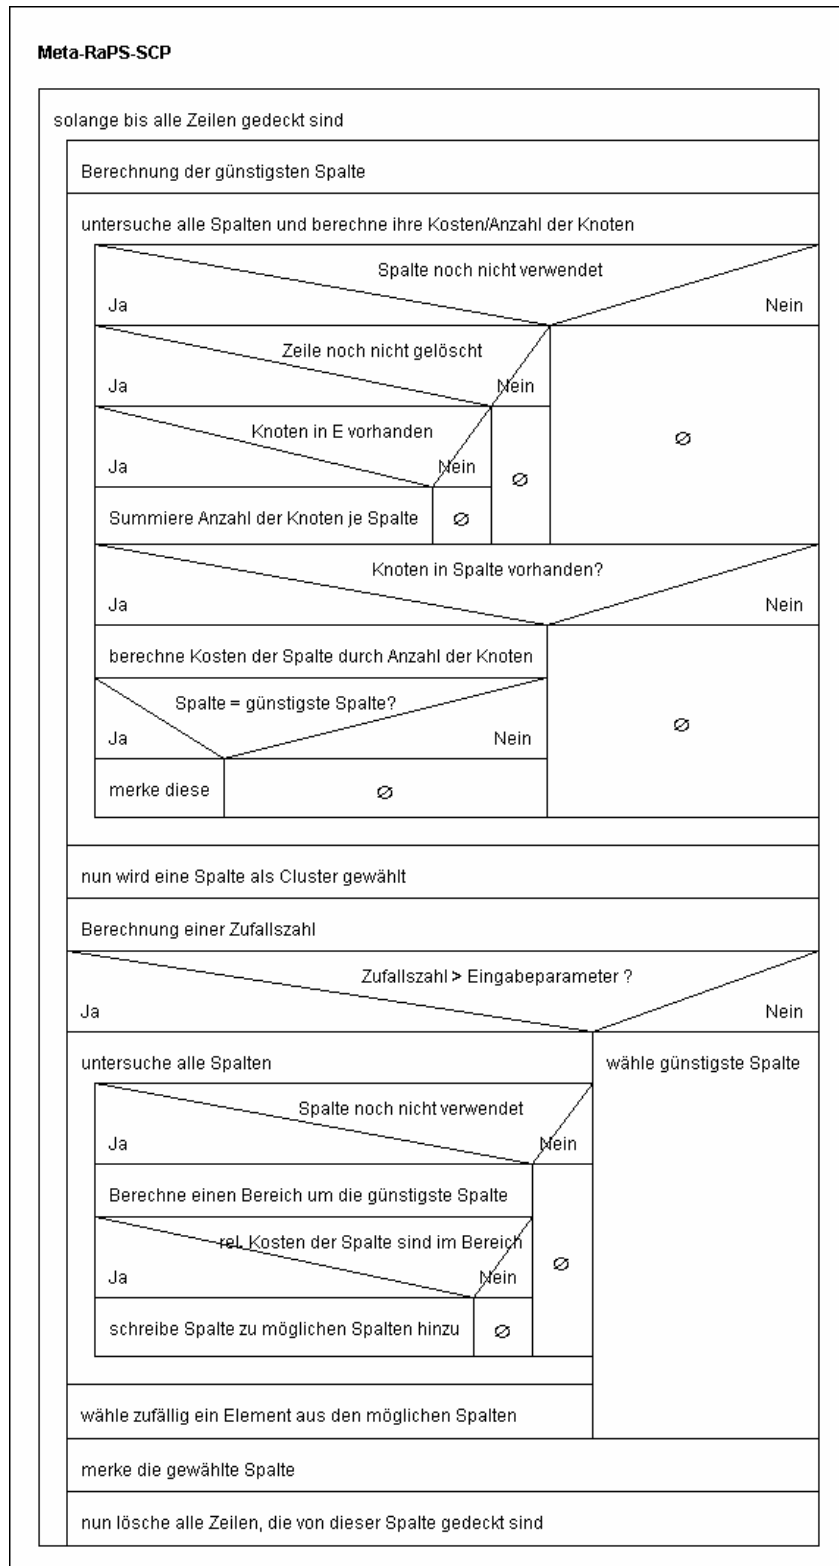 Meta-RaPS-SCP
solange bis alle Zeilen gedeckt sind
Berechnung der günstigsten Spalte
untersuche alle Spalten und berechne ihre Kosten/Anzahl der Knoten
Spalte noch nicht verwendet
Ja
Nein
Zeile noch nicht gelöscht
Ja
Nein
Knoten in E vorhanden
Ja
Nein
∅
∅
Summiere Anzahl der Knoten je Spalte
∅
Knoten in Spalte vorhanden?
Ja
Nein
berechne Kosten der Spalte durch Anzahl der Knoten
Spalte = günstigste Spalte?
Ja
Nein
∅
merke diese
∅
nun wird eine Spalte als Cluster gewählt
Berechnung einer Zufallszahl
Zufallszahl > Eingabeparameter ?
Ja
Nein
untersuche alle Spalten
wähle günstigste Spalte
Spalte noch nicht verwendet
Ja
Nein
Berechne einen Bereich um die günstigste Spalte
rel. Kosten der Spalte sind im Bereich
Ja
Nein
∅
schreibe Spalte zu möglichen Spalten hinzu
∅
wähle zufällig ein Element aus den möglichen Spalten
merke die gewählte Spalte
nun lösche alle Zeilen, die von dieser Spalte gedeckt sind